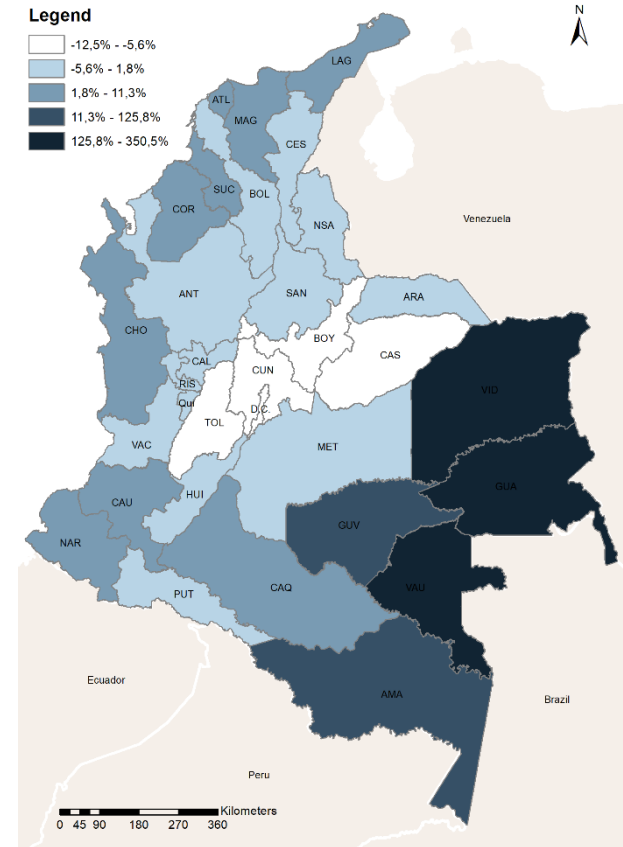 Legend
N
-12,5% - -5,6%
-5,6% - 1,8%
1,8% - 11,3%
11,3% - 125,8%
125,8% - 350,5%
LAG
ATL
MAG
CES
SUC
BOL
COR
NSA
Venezuela
ANT
SAN
ARA
CHO
BOY
CAS
CAL
CUN
RIS
VID
Qui
D.C.
TOL
VAC
MET
GUA
HUI
CAU
GUV
NAR
CAQ
VAU
PUT
Ecuador
AMA
Brazil
Peru
Kilometers
0 45 90 180 270 360